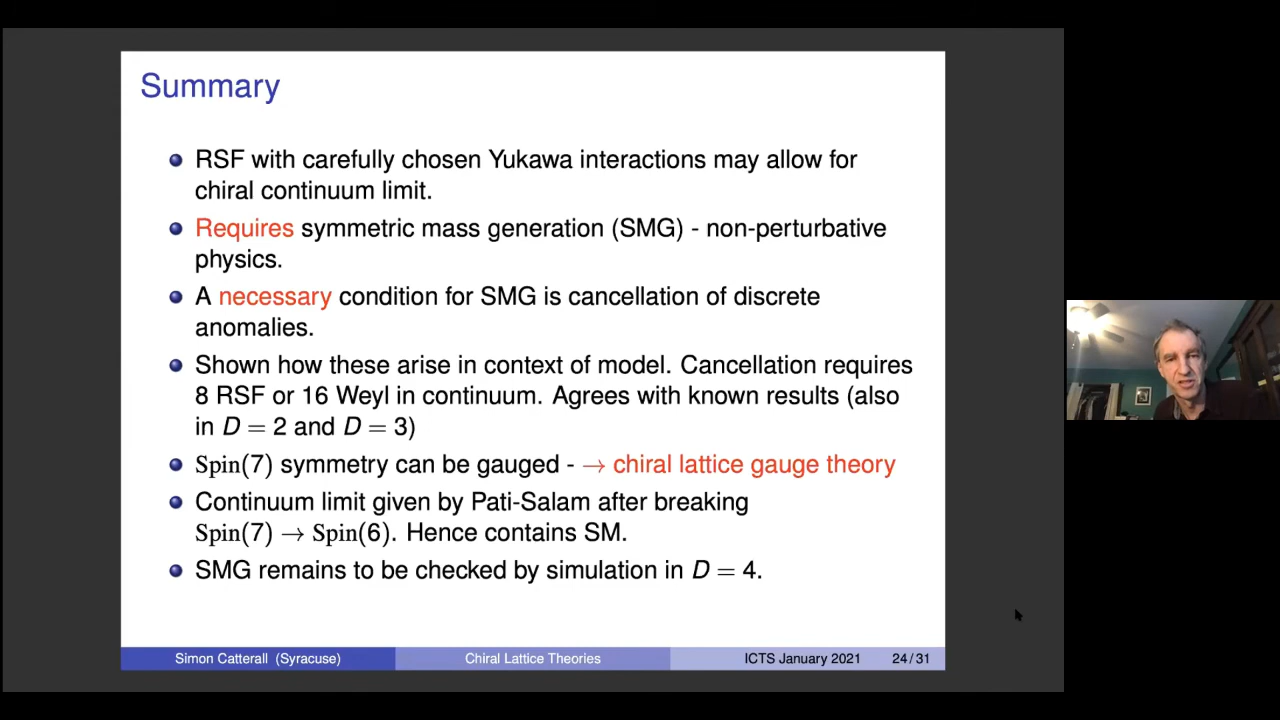 Summary
RSF with carefully chosen Yukawa interactions may allow for
chiral continuum limit.
Requires symmetric mass generation (SMG) - non-perturbative
physics.
A necessary condition for SMG is cancellation of discrete
anomalies.
Shown how these arise in context of model. Cancellation requires
8 RSF or 16 Weyl in continuum. Agrees with known results (also
in D = 2 and D = 3)
Spin(7) symmetry can be gauged - → chiral lattice gauge theory
Continuum limit given by Pati-Salam after breaking
Spin(7) → Spin(6). Hence contains SM.
SMG remains to be checked by simulation in D = 4.
Simon Catterall (Syracuse) Chiral Lattice Theories ICTS January 2021 24/31